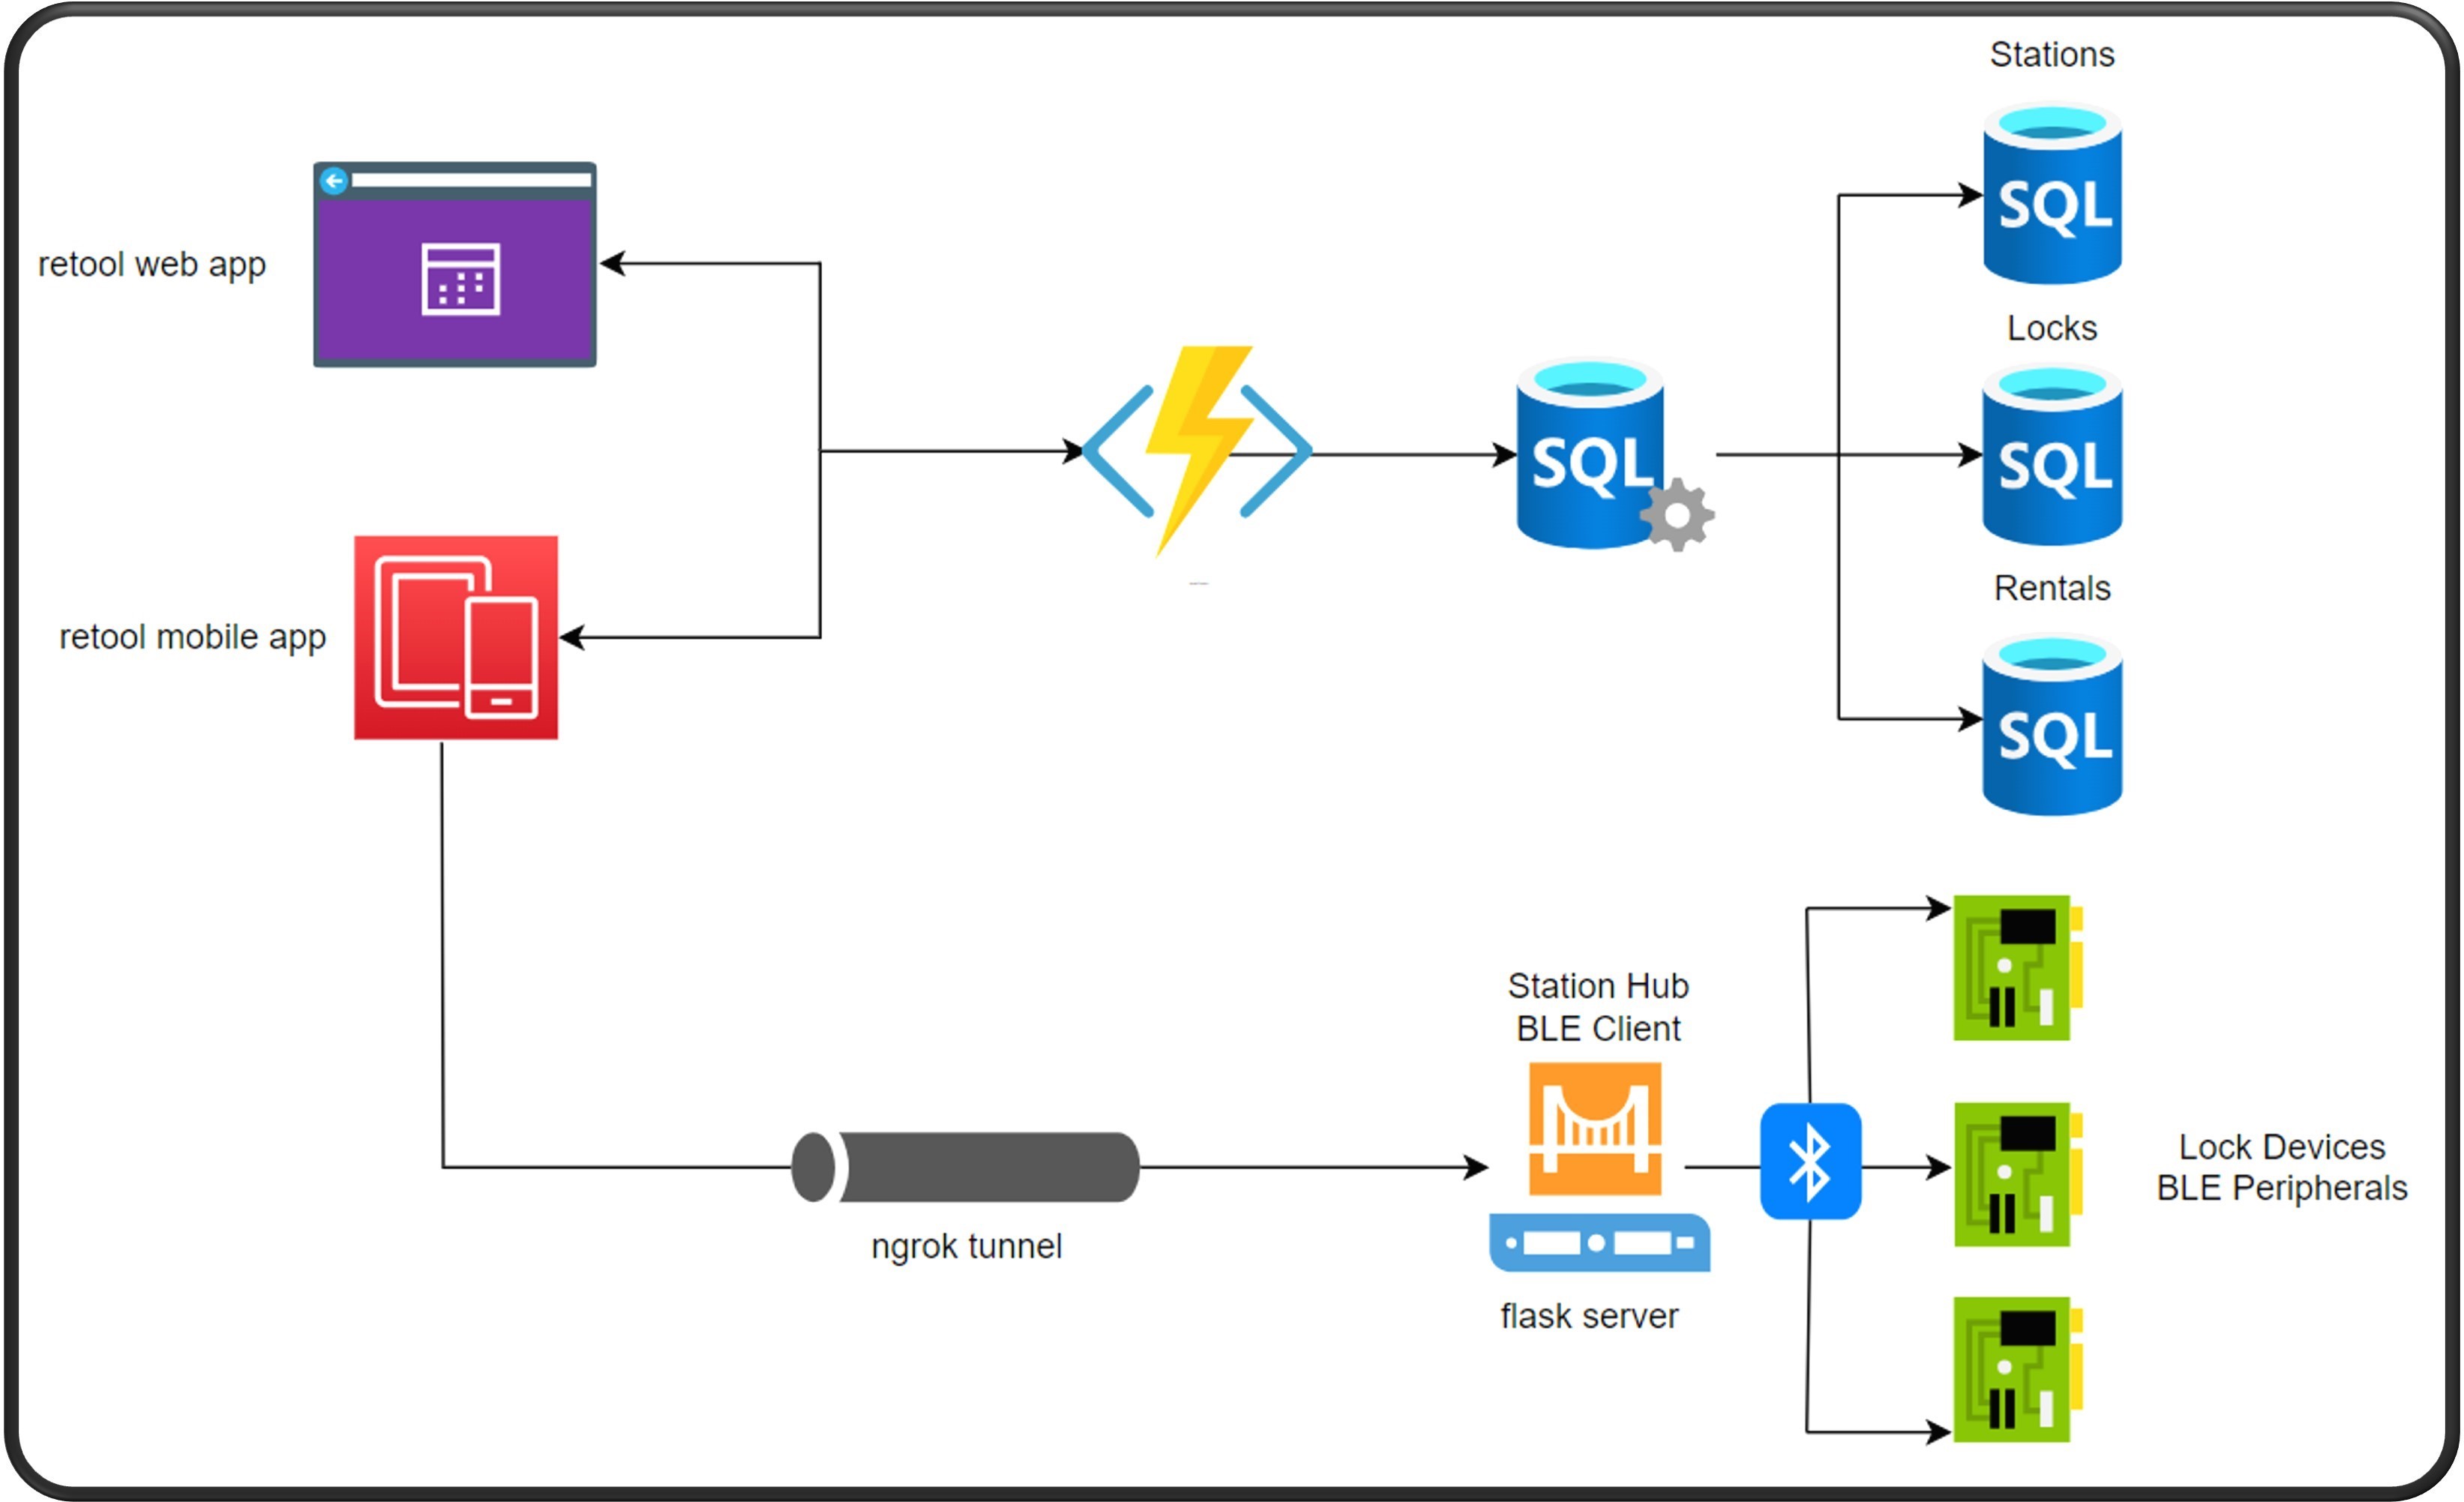 Stations
SQL
retool web app
Locks
SQL
SQL
Rentals
retool mobile app
SQL
Station Hub
BLE Client
Lock Devices
BLE Peripherals
ngrok tunnel
flask server